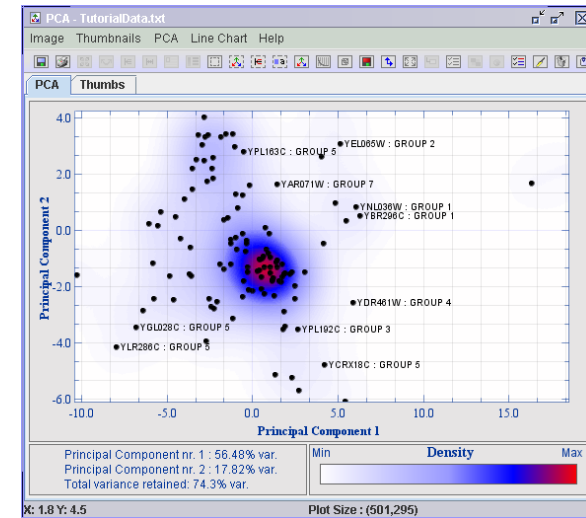 PCA - TutorialData.txt
Image Thumbnails PCA Line Chart Help
PCA Thumbs
4.0
2.0
0.0
-2.0
-4.0
-6.0
Principal Component 2
YEL065W : GROUP 2
YPL163C : GROUP 5
YAR071W : GROUP 7
YNL036W : GROUP 1
YBR296C : GROUP 1
YDR461W : GROUP 4
YGL028C : GROUP 5
YPL192C : GROUP 3
YLR286C : GROUP 5
YCRX18C : GROUP 5
-10.0 -5.0 0.0 5.0 10.0 15.0
Principal Component 1
Principal Component nr. 1 : 56.48% var.
Principal Component nr. 2 : 17.82% var.
Total variance retained: 74.3% var.
Min Density Max
X: 1.8 Y: 4.5 Plot Size : (501,295)